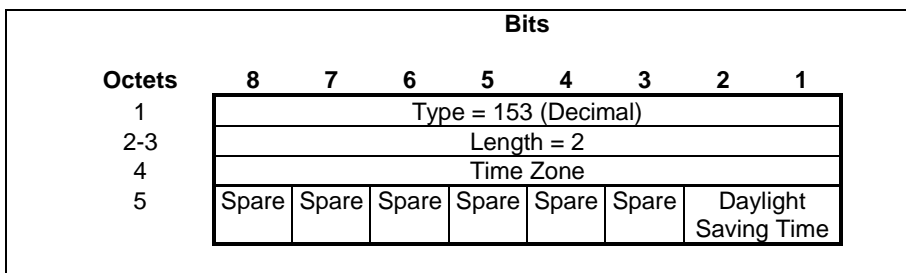 Bits
Octets 8 7 6 5 4 3 2 1
1 Type = 153 (Decimal)
2-3 Length = 2
4 Time Zone
5 Spare Spare Spare Spare Spare Spare Daylight
Saving Time